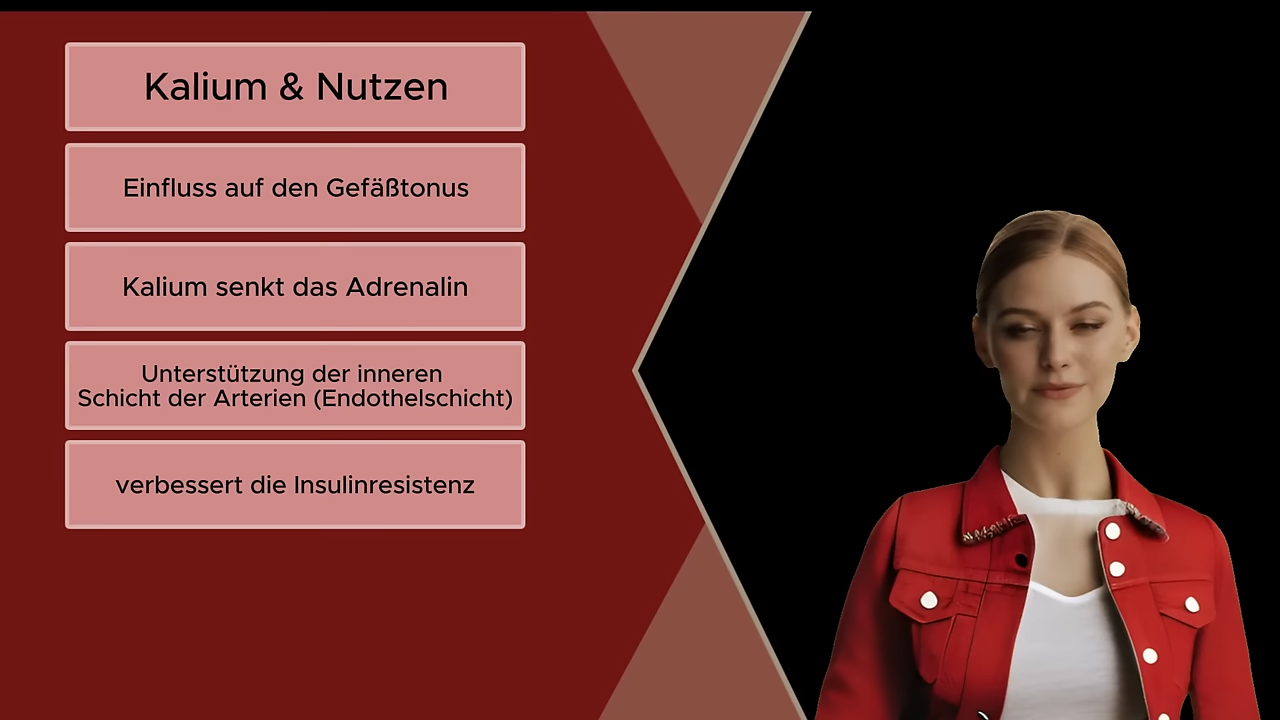 Kalium & Nutzen
Einfluss auf den Gefäßtonus
Kalium senkt das Adrenalin
Unterstützung der inneren
Schicht der Arterien (Endothelschicht)
verbessert die Insulinresistenz